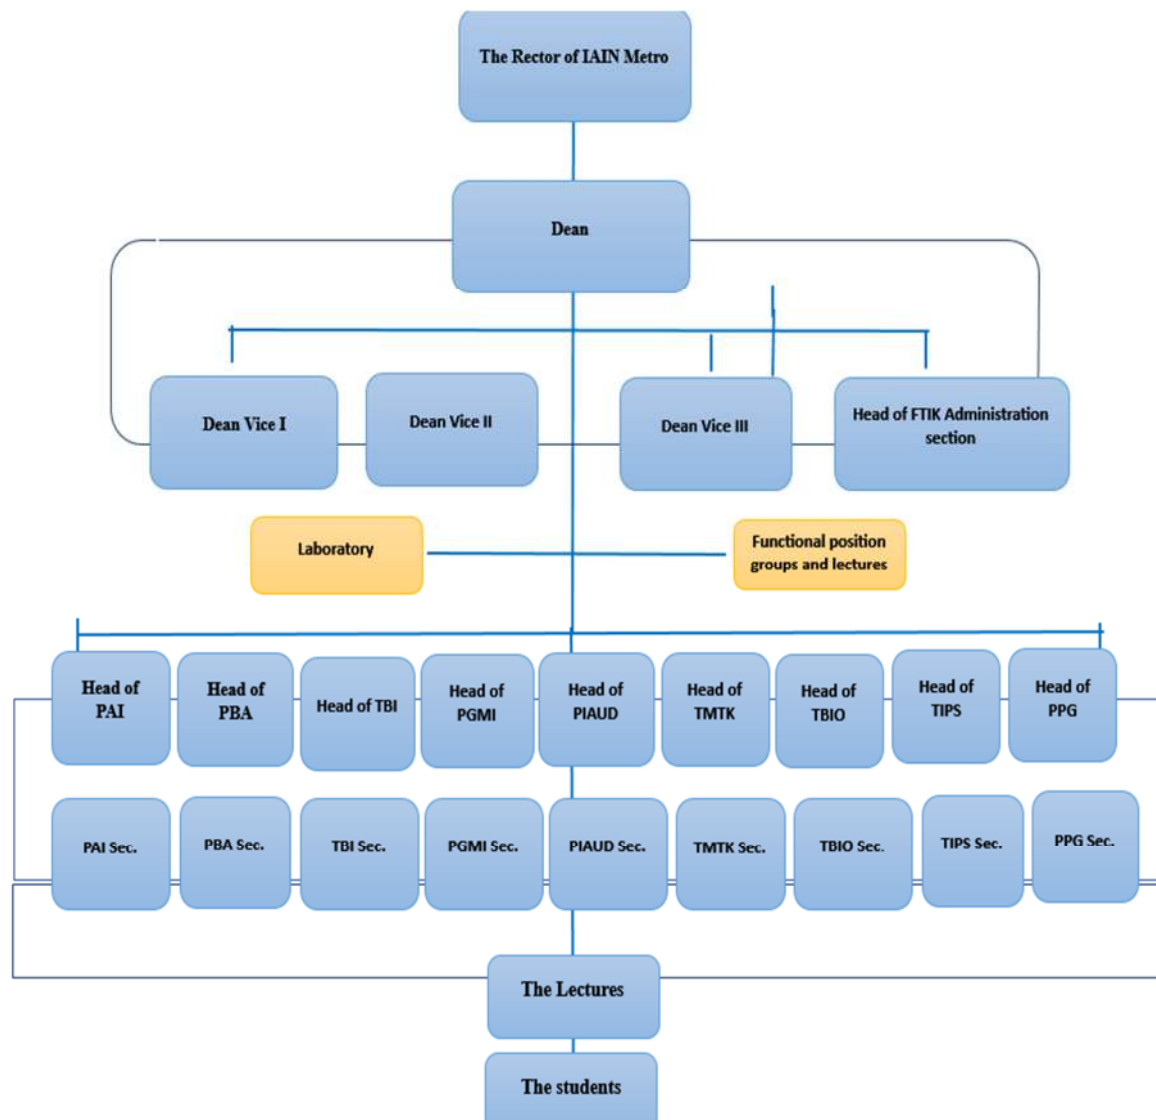 The Rector of IAIN Metro
Dean
Dean Vice I
Dean Vice II
Dean Vice III
Head of FTIK Administration
section
Laboratory
Functional position
groups and lectures
Head of
PAI
Head of
PBA
Head of TBI
Head of
PGMI
Head of
PIAUD
Head of
TMTK
Head of
TBIO
Head of
TIPS
Head of
PPG
PAI Sec.
PBA Sec.
TBI Sec.
PGMI Sec.
PIAUD Sec.
TMTK Sec.
TBIO Sec.
TIPS Sec.
PPG Sec.
The Lectures
The students